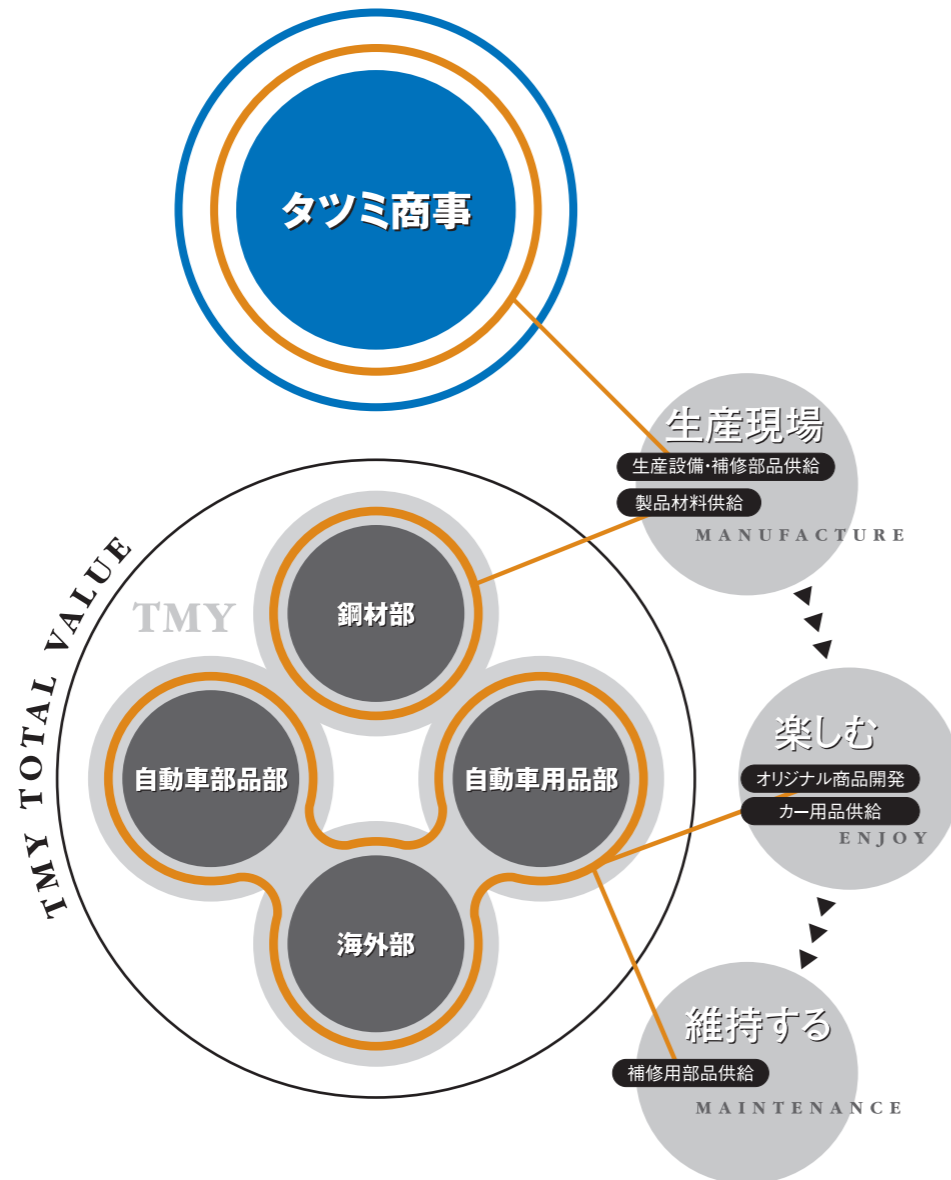 タツミ商事
生産現場
生産設備・補修部品供給
製品材料供給
MANUFACTURE
TMY TOTAL VALUE
TMY
鋼材部
自動車部品部
自動車用品部
海外部
楽しむ
オリジナル商品開発
カー用品供給
ENJOY
維持する
補修用部品供給
MAINTENANCE